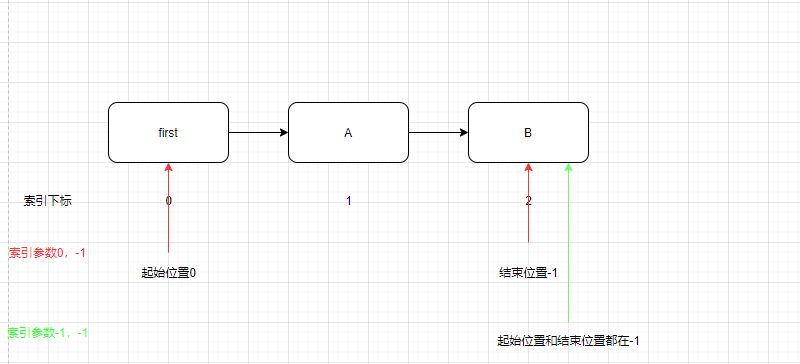 first
A
B
索引下标
0
1
2
索引参数0，-1
起始位置0
结束位置-1
索引参数-1，-1
起始位置和结束位置都在-1